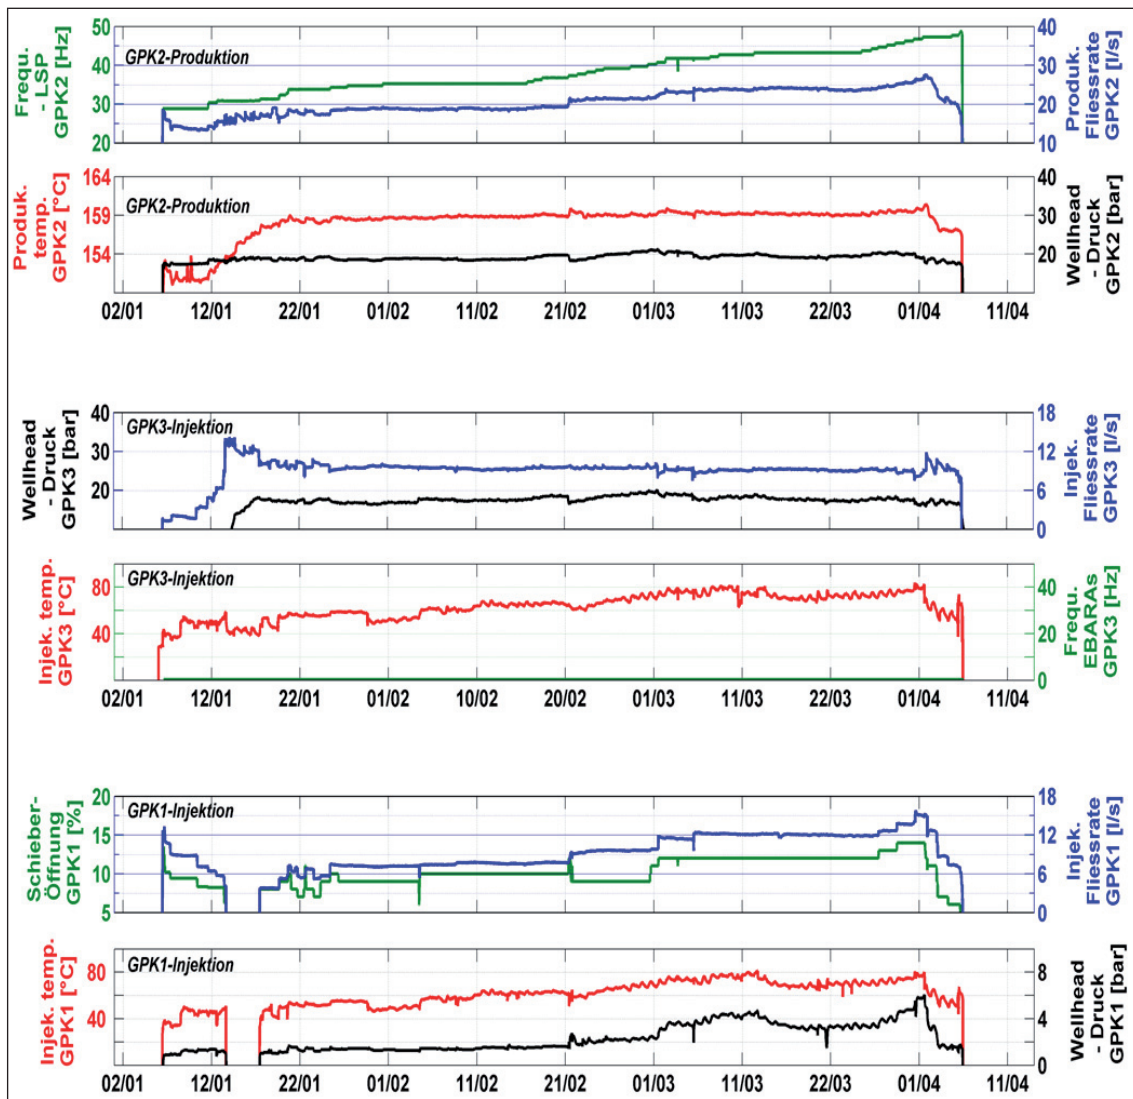 Frequ.
- LSP
GPK2 [Hz]
50
40
30
20
GPK2-Produktion
40
30
20
10
Produk.
Fliessrate
GPK2 [l/s]
Produk.
temp.
GPK2 [°C]
164
159
154
GPK2-Produktion
40
30
20
Wellhead
- Druck
GPK2 [bar]
02/01 12/01 22/01 01/02 11/02 21/02 01/03 11/03 22/03 01/04 11/04
Wellhead
- Druck
GPK3 [bar]
40
30
20
GPK3-Injektion
18
12
6
0
Injek.
Fliessrate
GPK3 [l/s]
Injek. temp.
GPK3 [°C]
80
40
GPK3-Injektion
40
20
0
Frequ.
EBARAs
GPK3 [Hz]
02/01 12/01 22/01 01/02 10/02 20/02 01/03 11/03 22/03 01/04 11/04
Schieber-
Öffnung
GPK1 [%]
20
15
10
5
GPK1-Injektion
18
12
6
0
Injek.
Fliessrate
GPK1 [l/s]
Injek. temp.
GPK1 [°C]
80
40
GPK1-Injektion
8
4
0
Wellhead
- Druck
GPK1 [bar]
02/01 12/01 22/01 01/02 11/02 21/02 01/03 11/03 22/03 01/04 11/04